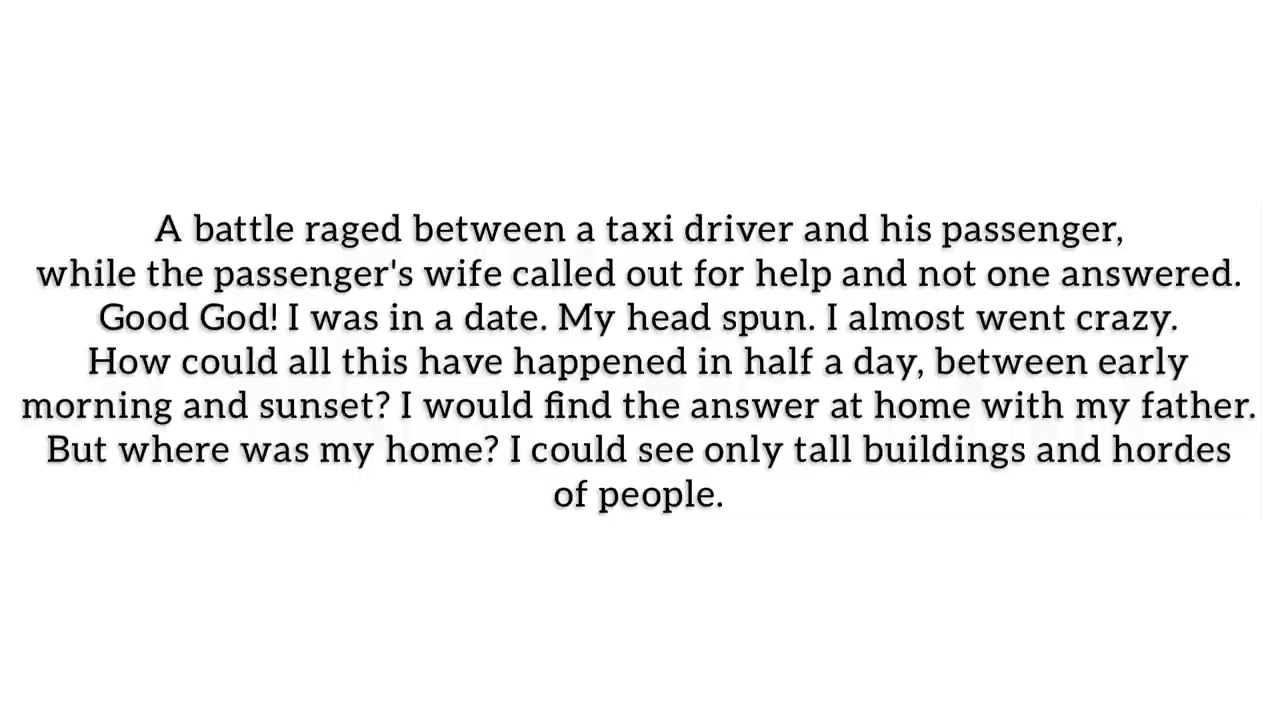 A battle raged between a taxi driver and his passenger,
while the passenger's wife called out for help and not one answered.
Good God! I was in a date. My head spun. I almost went crazy.
How could all this have happened in half a day, between early
morning and sunset? I would find the answer at home with my father.
But where was my home? I could see only tall buildings and hordes
of people.